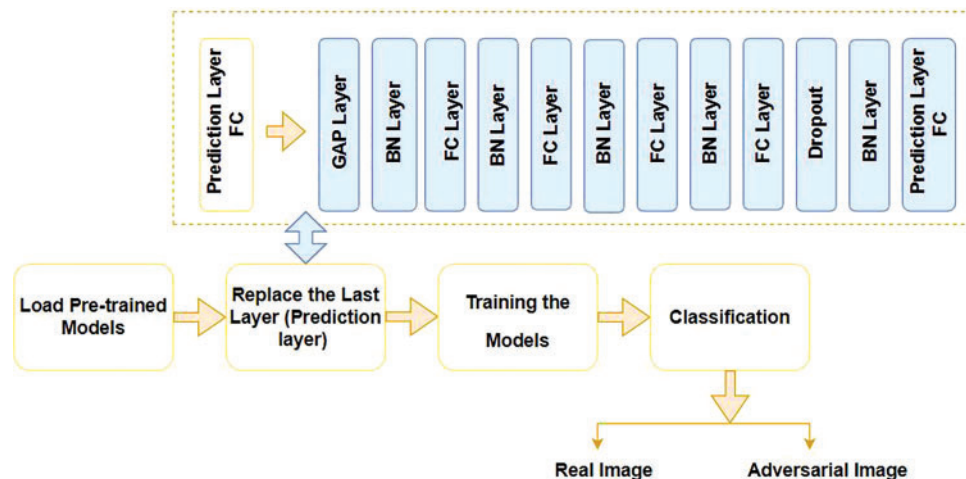 Prediction Layer
FC
GAP Layer
BN Layer
FC Layer
BN Layer
FC Layer
BN Layer
FC Layer
BN Layer
FC Layer
Dropout
BN Layer
Prediction Layer
FC
Load Pre-trained
Models
Replace the Last
Layer (Prediction
layer)
Training the
Models
Classification
Real Image
Adversarial Image